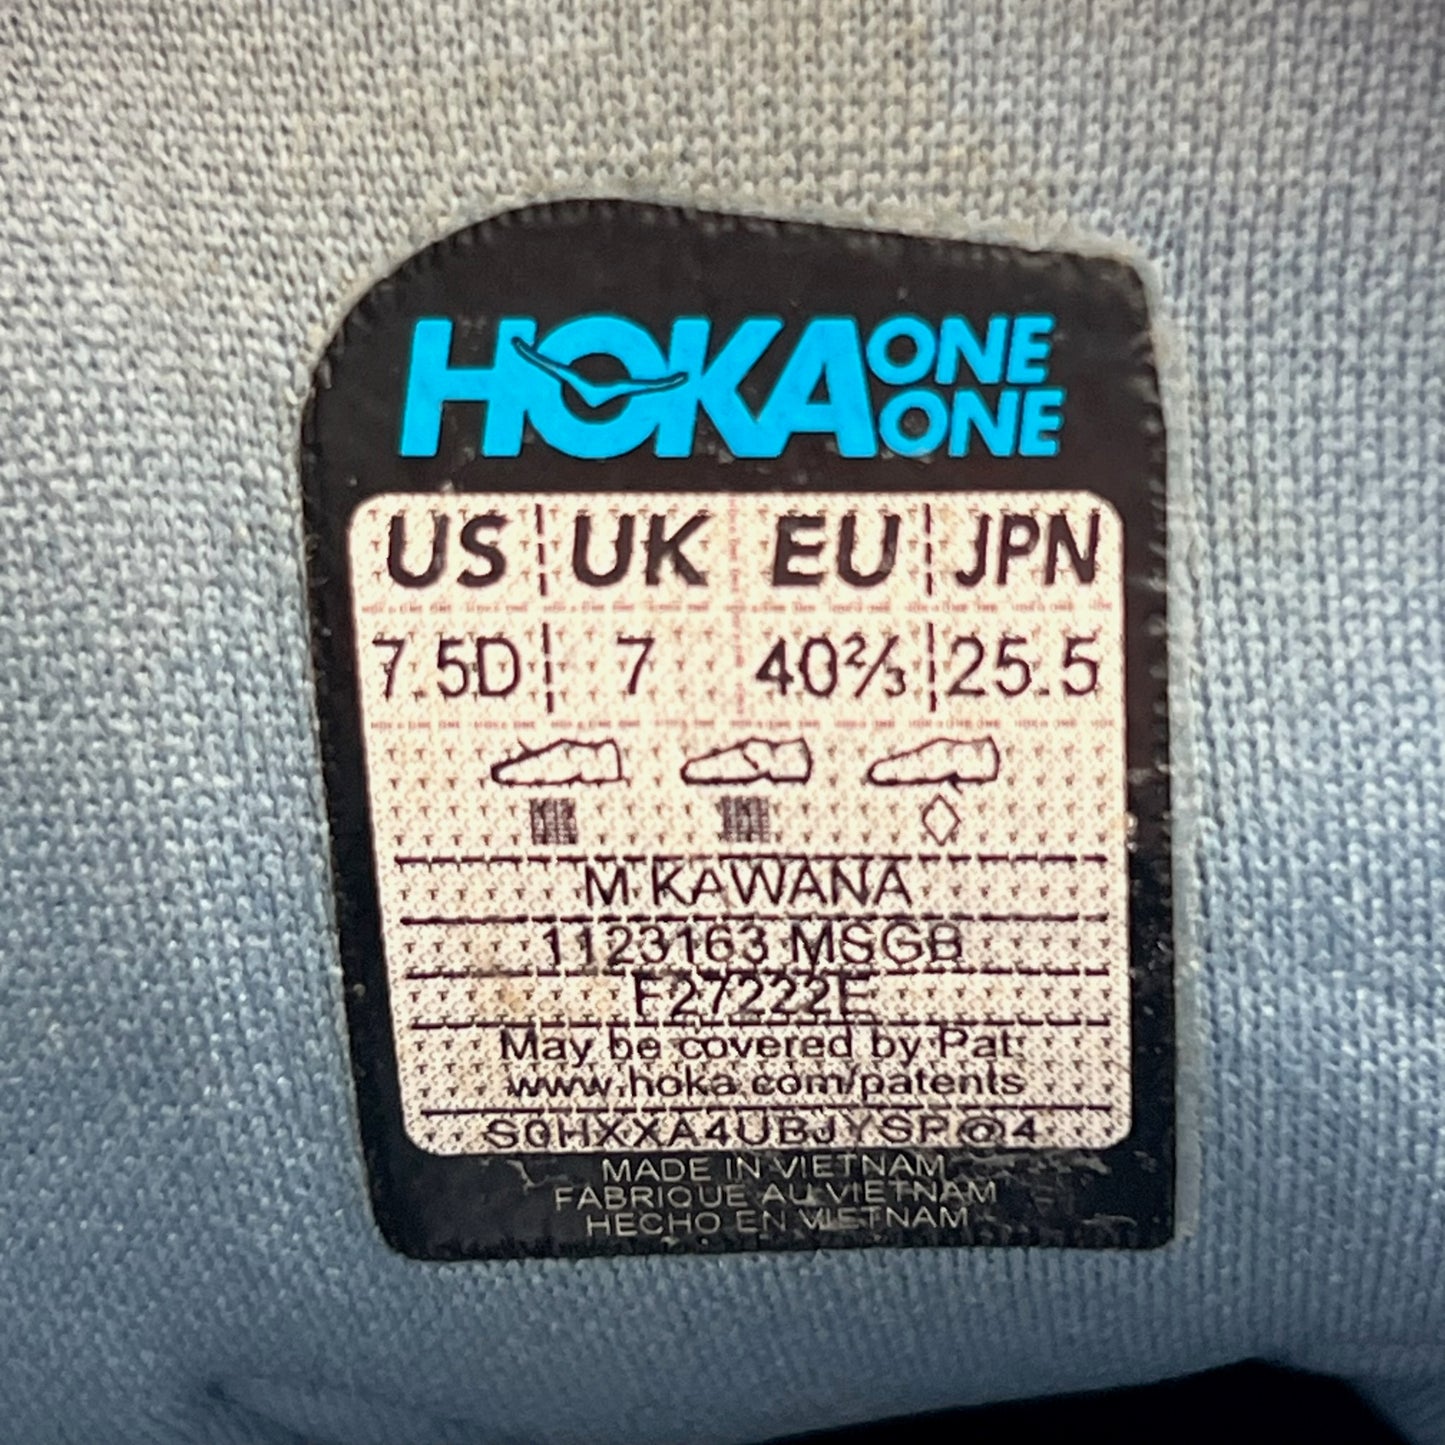 HOKA ONE ONE
US UK EU JPN
7.5D 7 40⅔ 25.5
M KAWANA
1123163 MSGB
F27222E
May be covered by Pat:
www.hoka.com/patents
S0HXXA4UBJYSP@4
MADE IN VIETNAM
FABRIQUE AU VIETNAM
HECHO EN VIETNAM